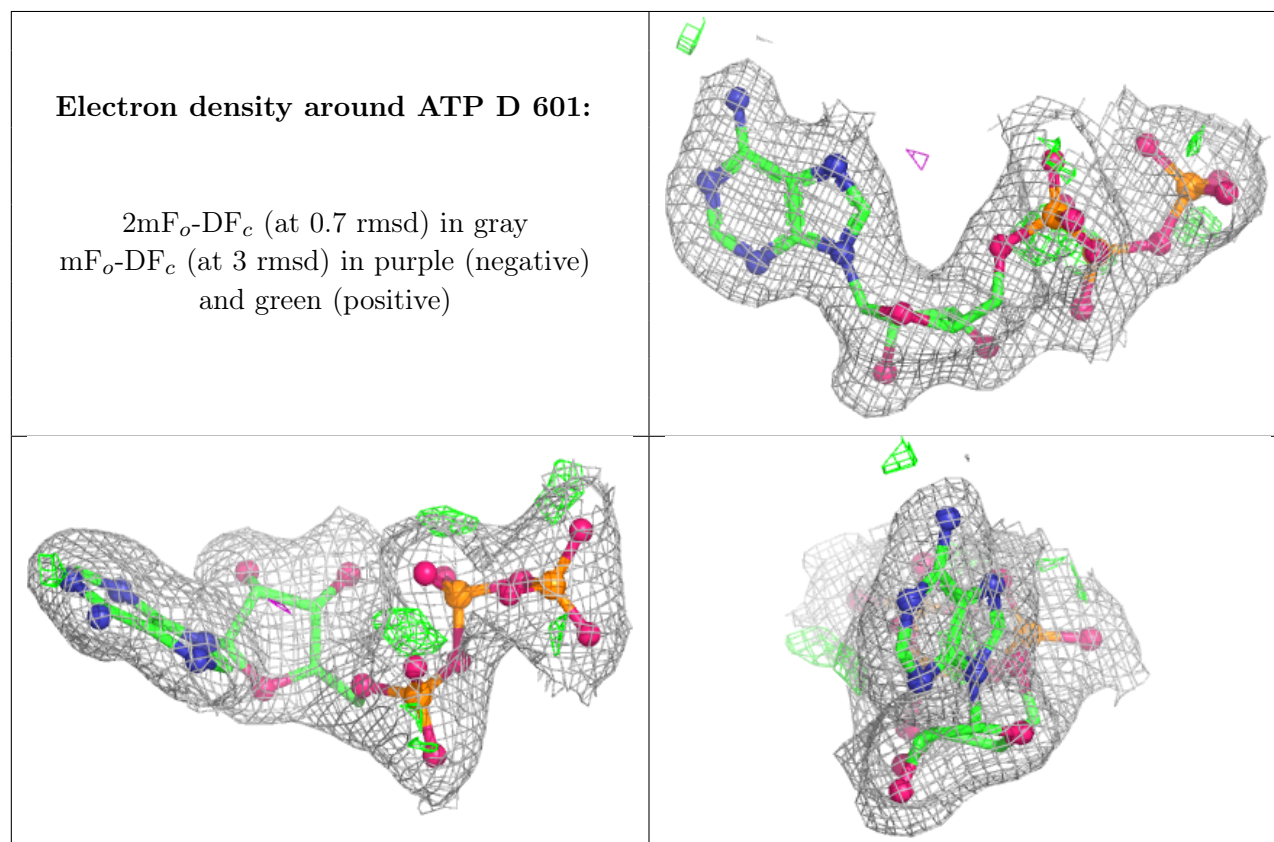 Electron density around ATP D 601:
2mFo-DFc (at 0.7 rmsd) in gray
mFo-DFc (at 3 rmsd) in purple (negative)
and green (positive)